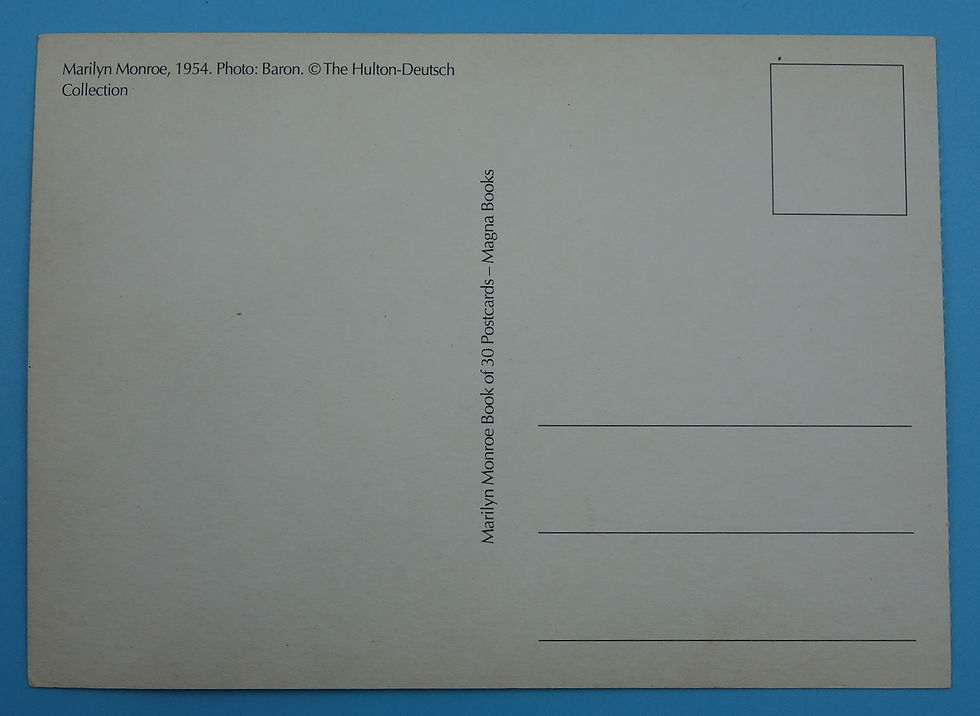 Marilyn Monroe, 1954. Photo: Baron. © The Hulton-Deutsch
Collection
Marilyn Monroe Book of 30 Postcards – Magna Books